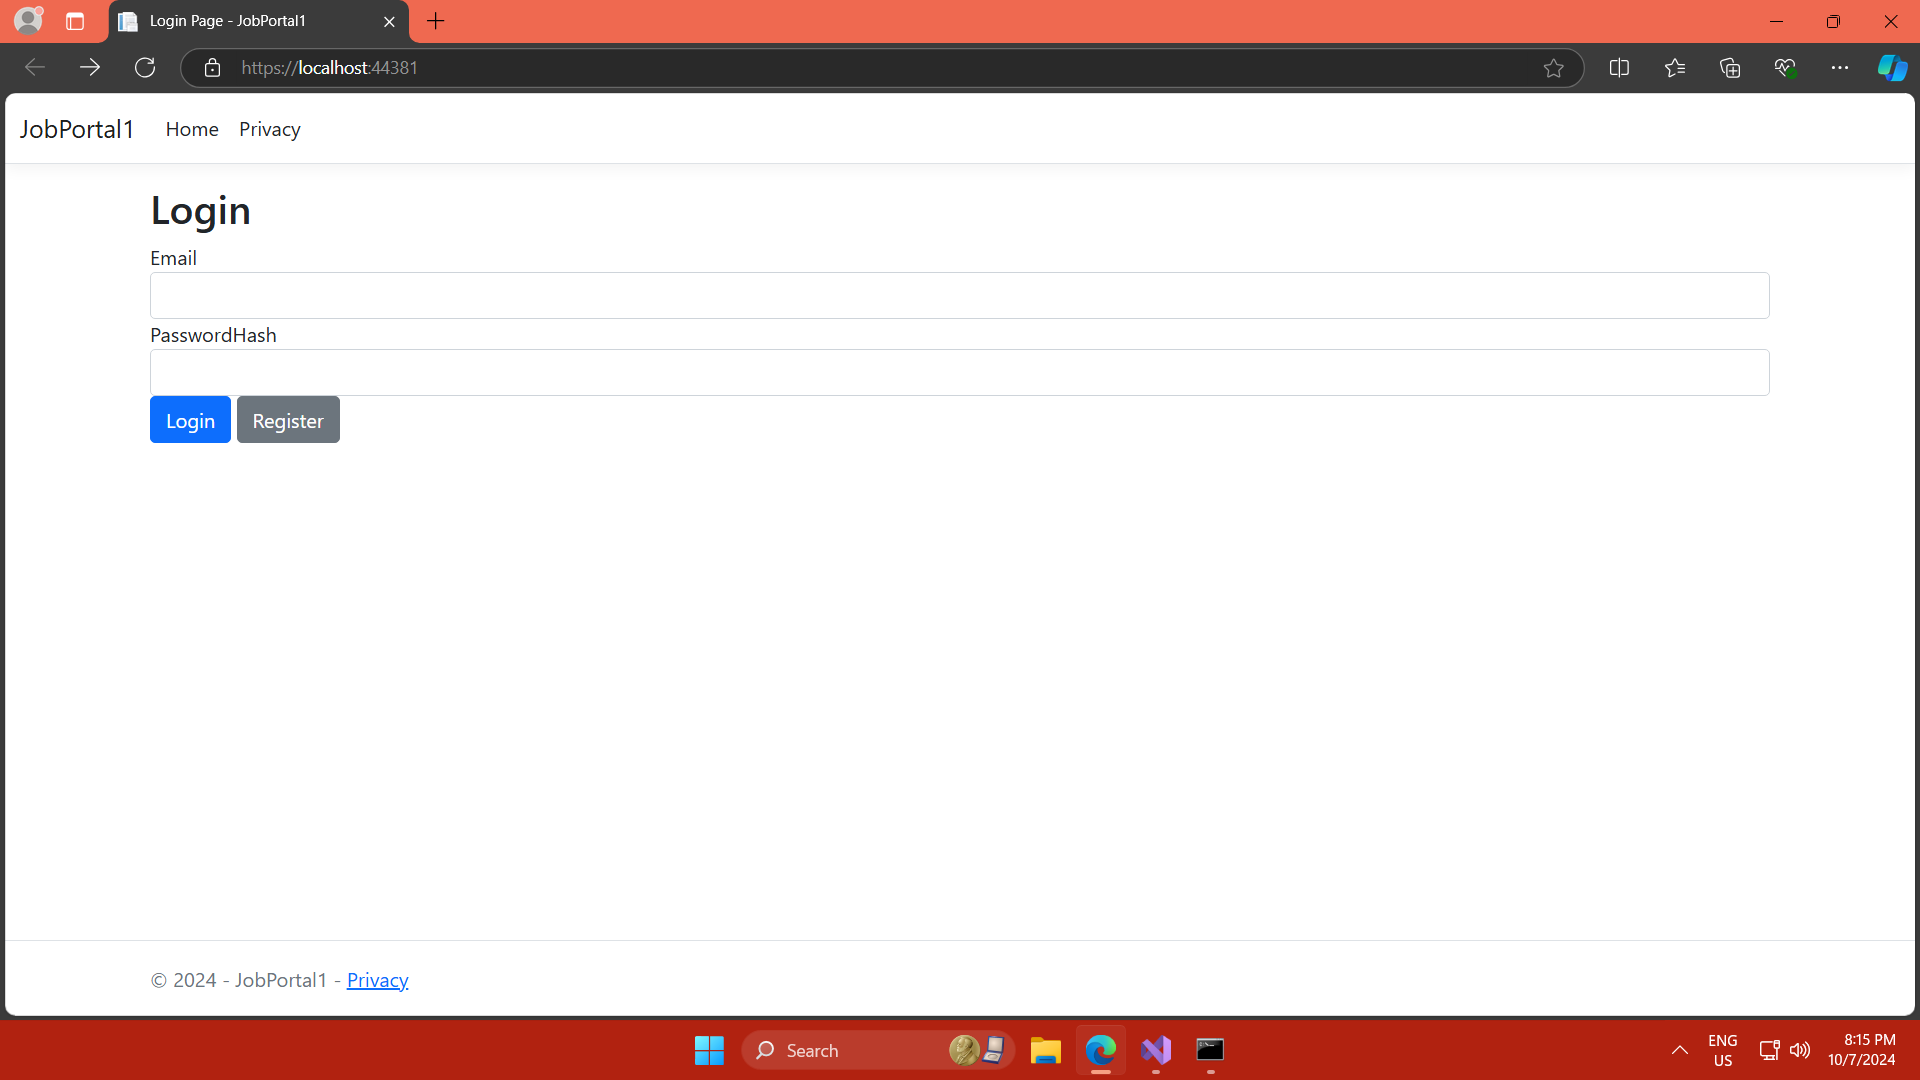 Login Page - JobPortal1
https://localhost:44381
JobPortal1 Home Privacy
Login
Email
PasswordHash
Login Register
© 2024 - JobPortal1 - Privacy
Search
ENG
US
8:15 PM
10/7/2024